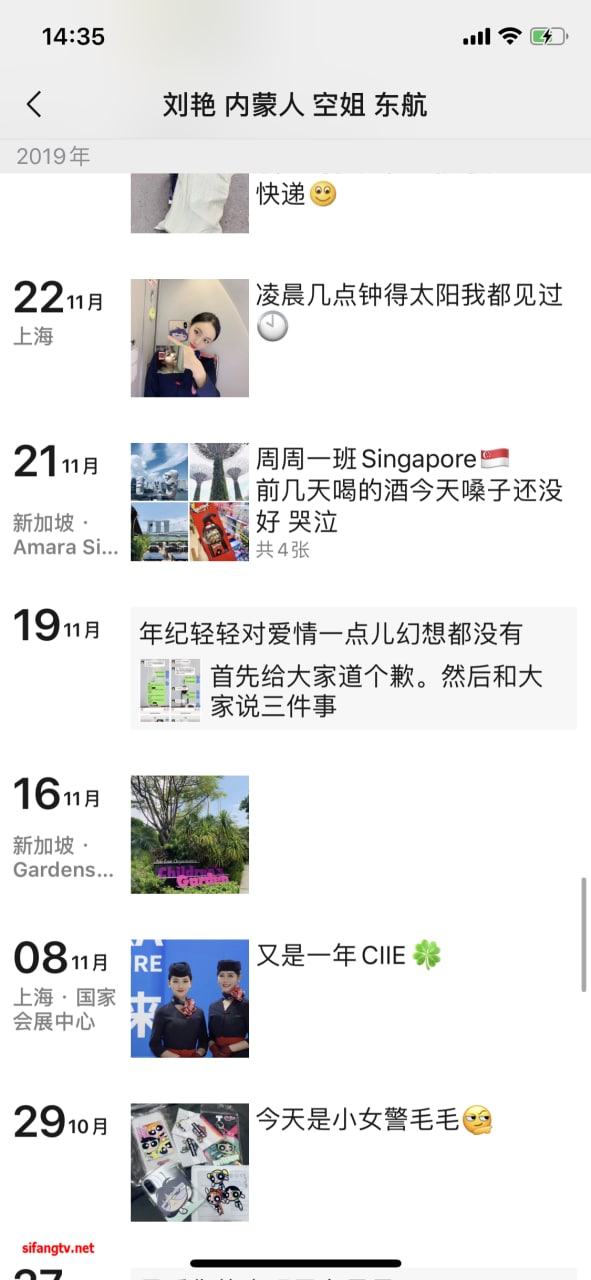 14:35
刘艳 内蒙人 空姐 东航
2019年
快递
22 11月
上海
凌晨几点钟得太阳我都见过
21 11月
新加坡 ·
Amara Si...
周周一班Singapore
前几天喝的酒今天嗓子还没
好 哭泣
共4张
19 11月
年纪轻轻对爱情一点儿幻想都没有
首先给大家道个歉。然后和大
家说三件事
16 11月
新加坡 ·
Gardens...
Children's
Garden
08 11月
上海 · 国家
会展中心
RE
来
又是一年 CIIE
29 10月
今天是小女警毛毛
sifangtv.net